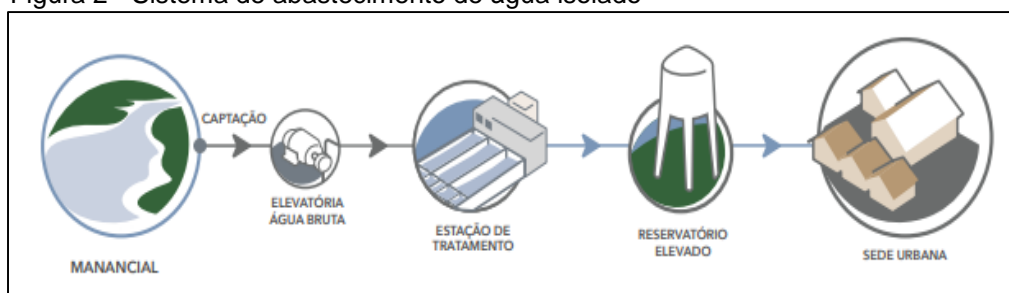 Figura 2 - Sistema de abastecimento de água isolado
CAPTAÇÃO
ELEVATÓRIA
ÁGUA BRUTA
ESTAÇÃO DE
TRATAMENTO
RESERVATÓRIO
ELEVADO
SEDE URBANA
MANANCIAL